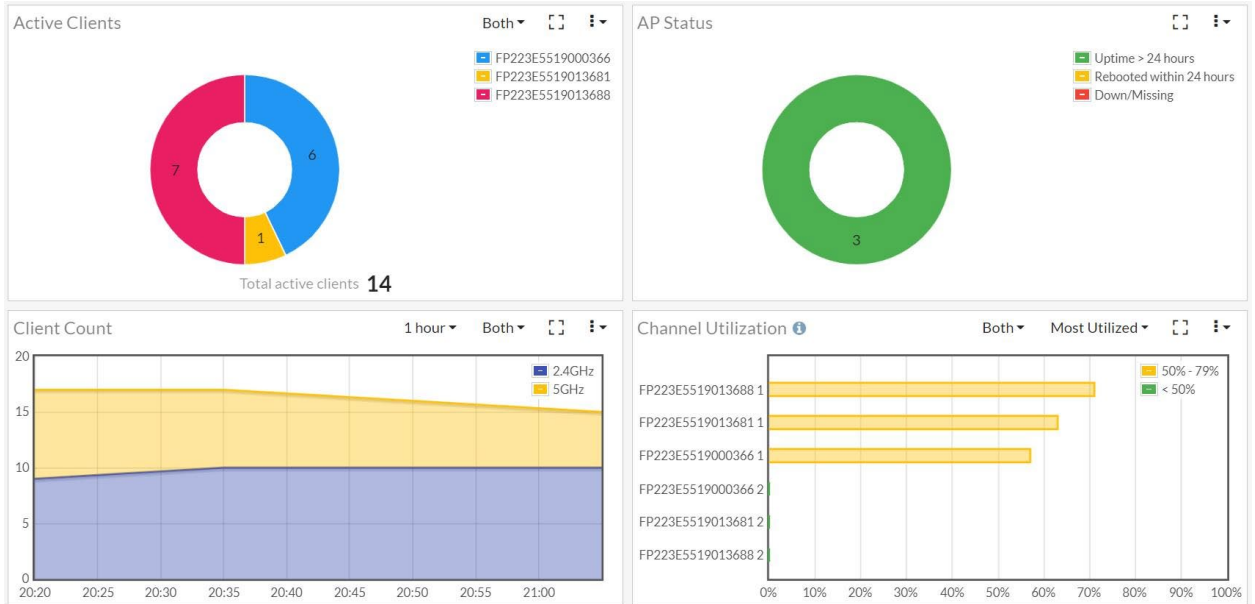 Active Clients
Both
FP223E5519000366
FP223E5519013681
FP223E5519013688
7
6
1
Total active clients 14
AP Status
Uptime > 24 hours
Rebooted within 24 hours
Down/Missing
3
Client Count
1 hour
Both
2.4GHz
5GHz
20
15
10
5
0
20:20 20:25 20:30 20:35 20:40 20:45 20:50 20:55 21:00
Channel Utilization
Both
Most Utilized
50% - 79%
< 50%
FP223E5519013688 1
FP223E5519013681 1
FP223E5519000366 1
FP223E5519000366 2
FP223E5519013681 2
FP223E5519013688 2
0% 10% 20% 30% 40% 50% 60% 70% 80% 90% 100%